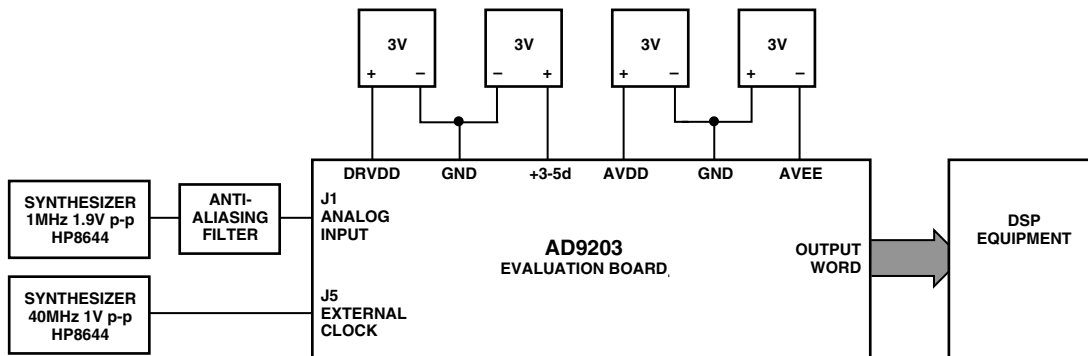 3V 3V 3V 3V
+ − − + + − + −
DRVDD GND +3-5d AVDD GND AVEE
SYNTHESIZER
1MHz 1.9V p-p
HP8644
ANTI-
ALIASING
FILTER
J1
ANALOG
INPUT
AD9203
EVALUATION BOARD
OUTPUT
WORD
DSP
EQUIPMENT
SYNTHESIZER
40MHz 1V p-p
HP8644
J5
EXTERNAL
CLOCK